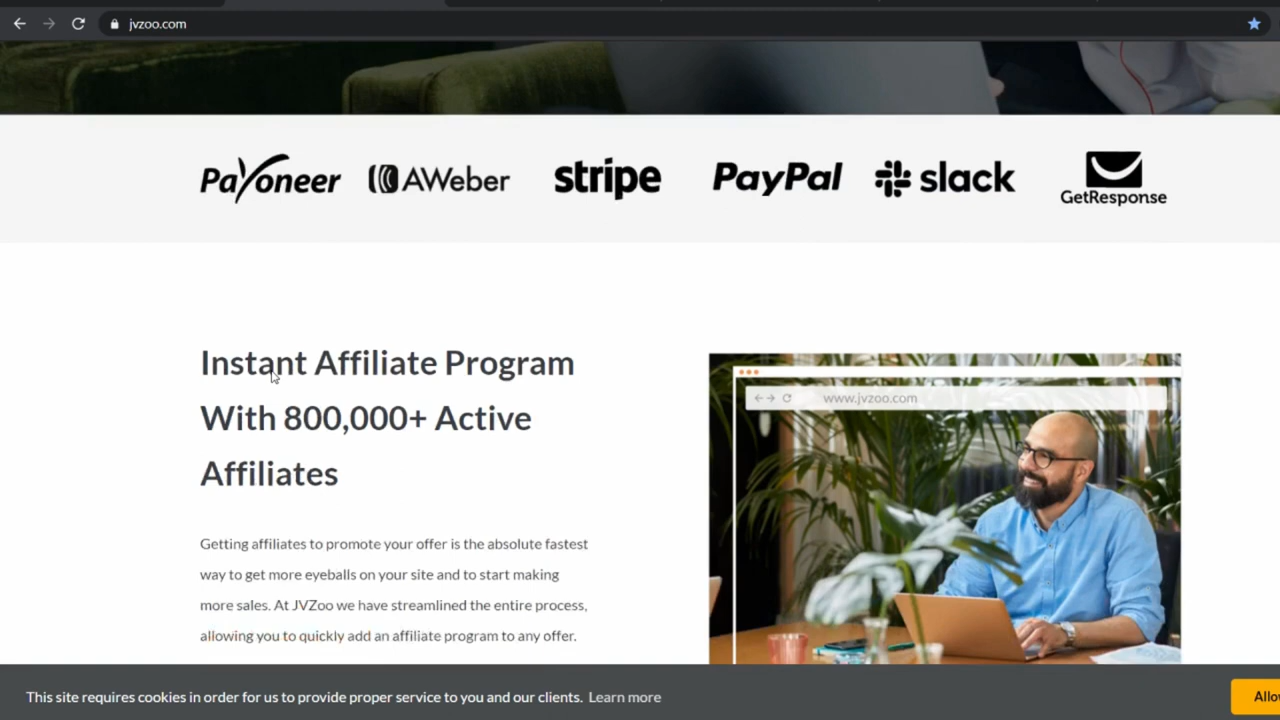 jvzoo.com
Payoneer AWeber stripe PayPal slack GetResponse
Instant Affiliate Program
With 800,000+ Active
Affiliates
www.jvzoo.com
Getting affiliates to promote your offer is the absolute fastest
way to get more eyeballs on your site and to start making
more sales. At JVZoo we have streamlined the entire process,
allowing you to quickly add an affiliate program to any offer.
This site requires cookies in order for us to provide proper service to you and our clients. Learn more